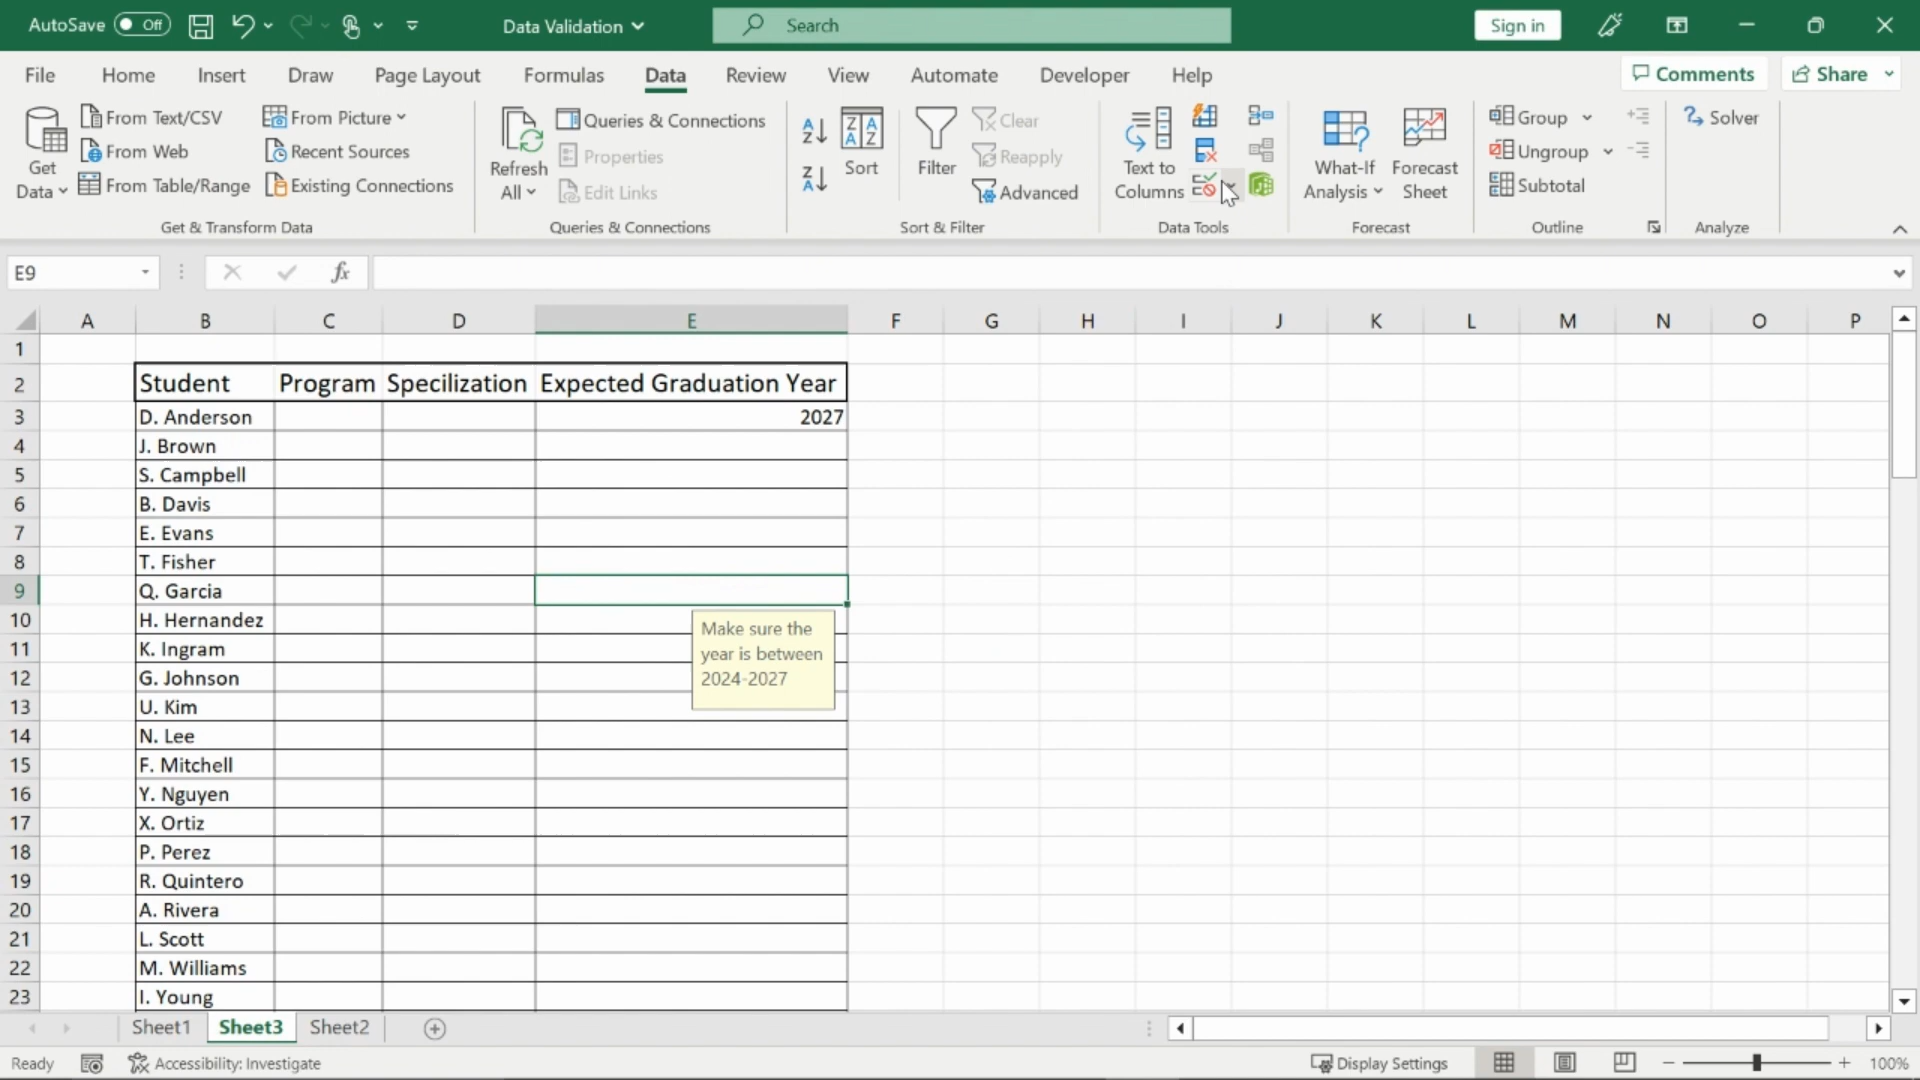 AutoSave Off Data Validation Search Sign in
File Home Insert Draw Page Layout Formulas Data Review View Automate Developer Help Comments Share
Get Data
From Text/CSV
From Web
From Table/Range
From Picture
Recent Sources
Existing Connections
Get & Transform Data
Refresh All
Queries & Connections
Properties
Edit Links
Queries & Connections
Sort
Filter
Clear
Reapply
Advanced
Sort & Filter
Text to Columns
Data Tools
What-If Analysis
Forecast Sheet
Forecast
Group
Ungroup
Subtotal
Outline
Solver
Analyze
E9 fx
A B C D E F G H I J K L M N O P
1
2 Student Program Specilization Expected Graduation Year
3 D. Anderson 2027
4 J. Brown
5 S. Campbell
6 B. Davis
7 E. Evans
8 T. Fisher
9 Q. Garcia
10 H. Hernandez
11 K. Ingram
12 G. Johnson
13 U. Kim
14 N. Lee
15 F. Mitchell
16 Y. Nguyen
17 X. Ortiz
18 P. Perez
19 R. Quintero
20 A. Rivera
21 L. Scott
22 M. Williams
23 I. Young
Make sure the
year is between
2024-2027
Sheet1 Sheet3 Sheet2
Ready Accessibility: Investigate Display Settings 100%